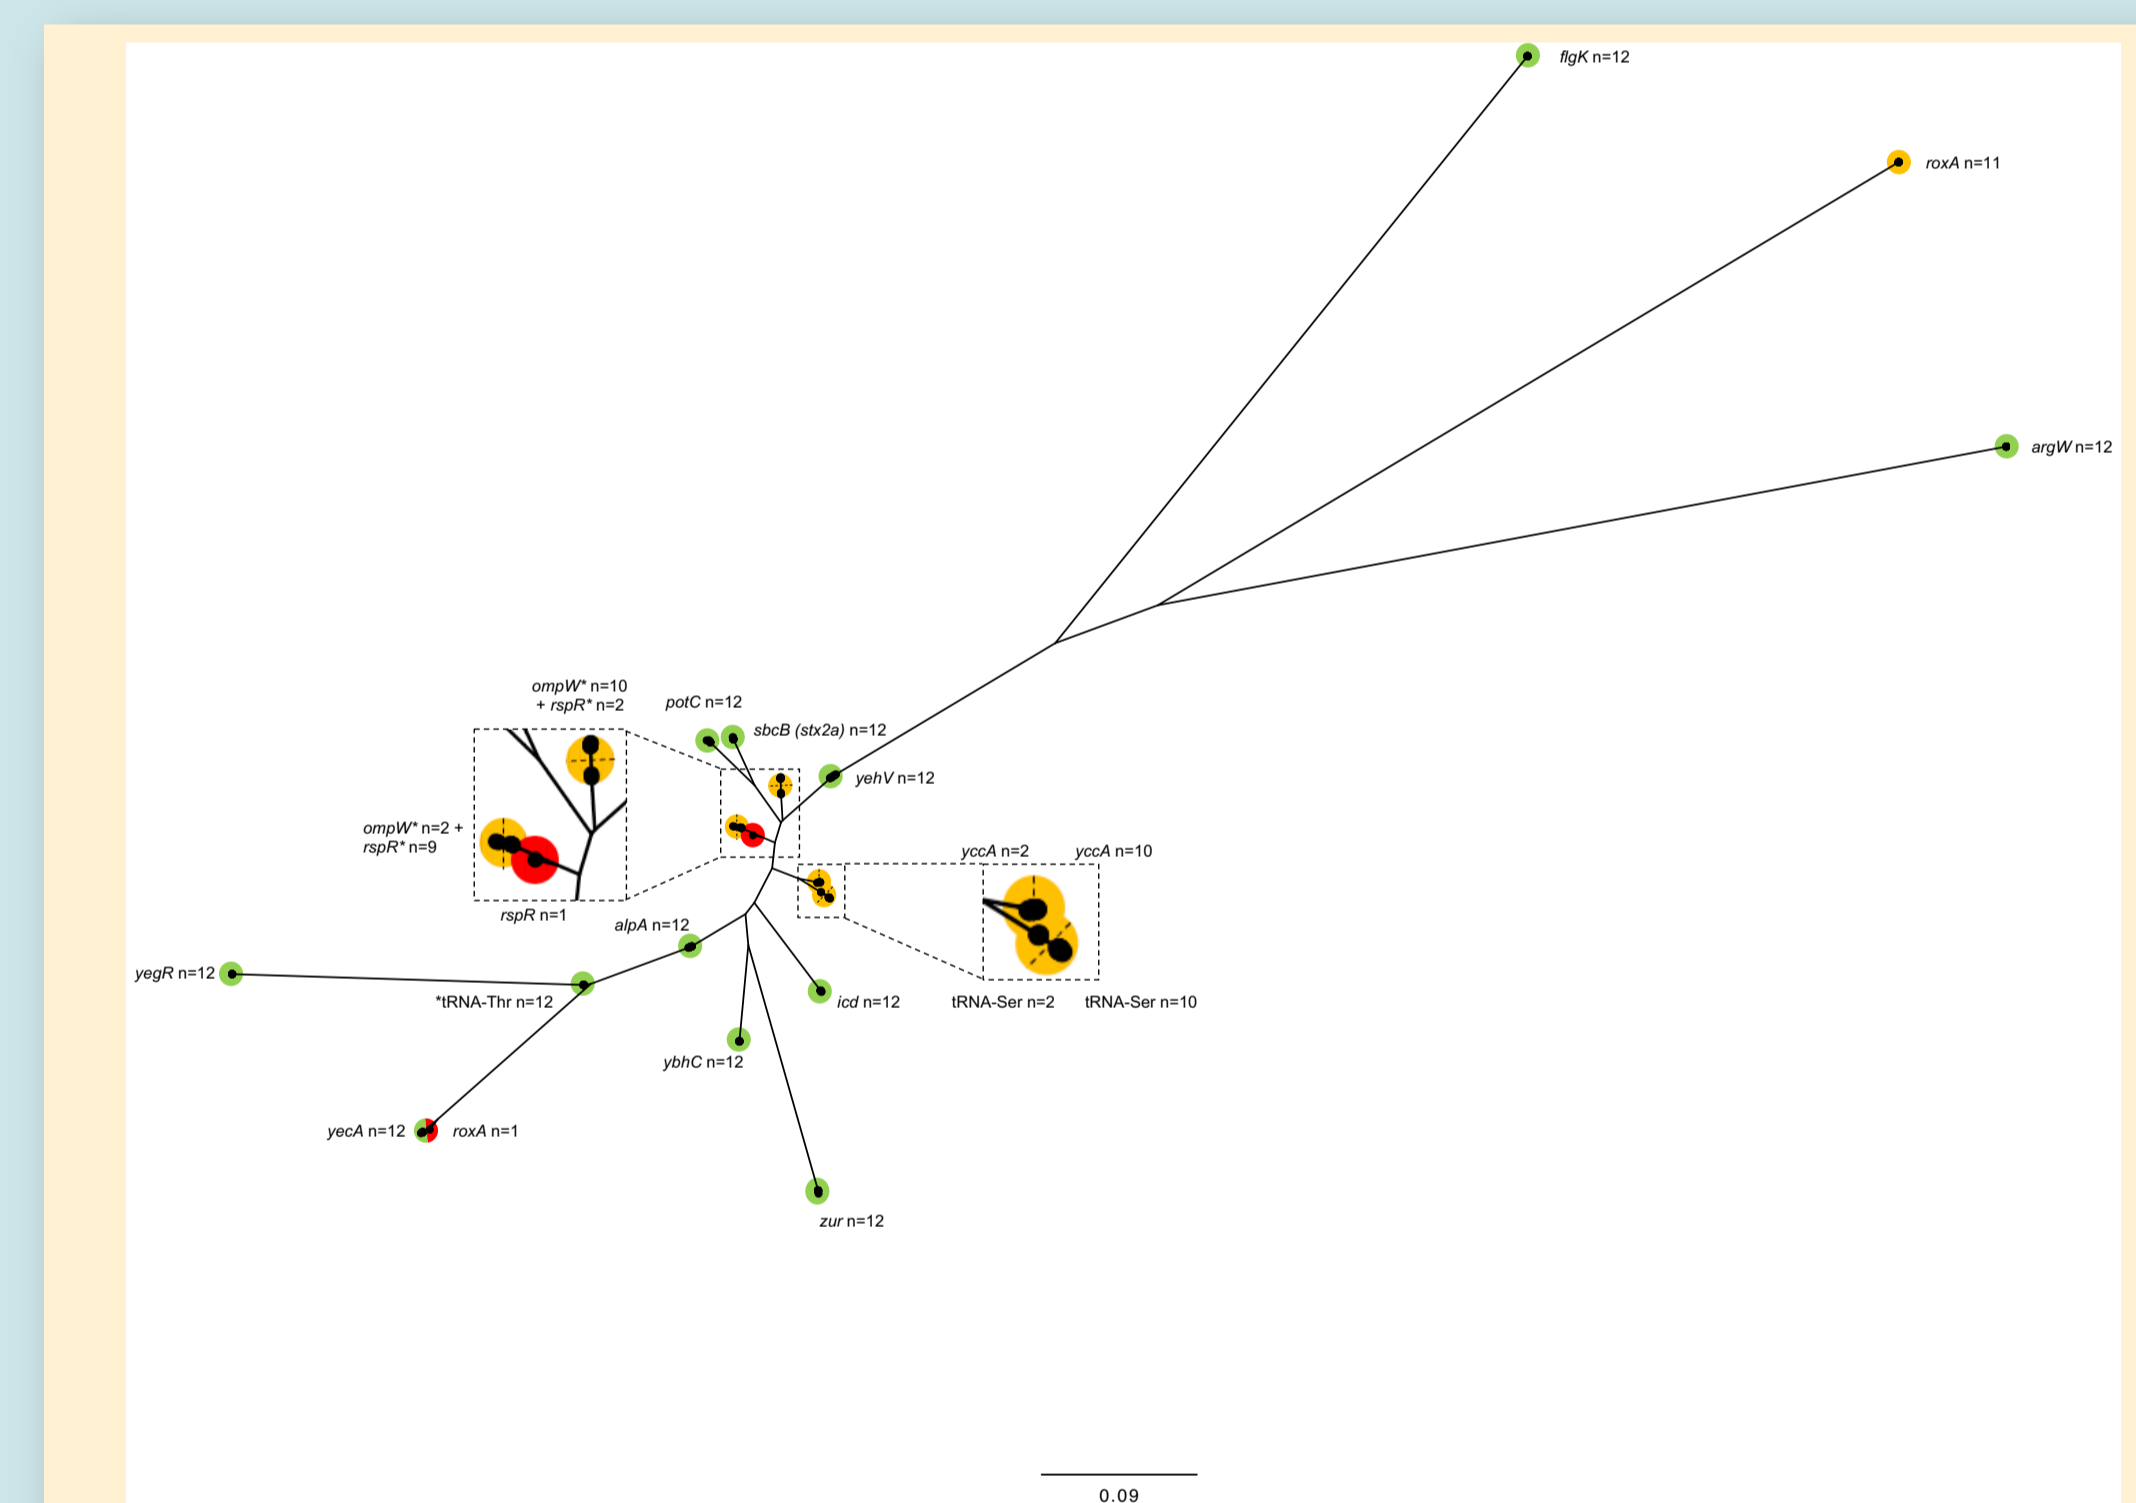 flgK n=12
roxA n=11
argW n=12
ompW* n=10
+ rspR* n=2
potC n=12
sbcB (stx2a) n=12
yehV n=12
ompW* n=2 +
rspR* n=9
yccA n=2
yccA n=10
rspR n=1
alpA n=12
yegR n=12
*tRNA-Thr n=12
icd n=12
tRNA-Ser n=2
tRNA-Ser n=10
ybhC n=12
yecA n=12
roxA n=1
zur n=12
0.09